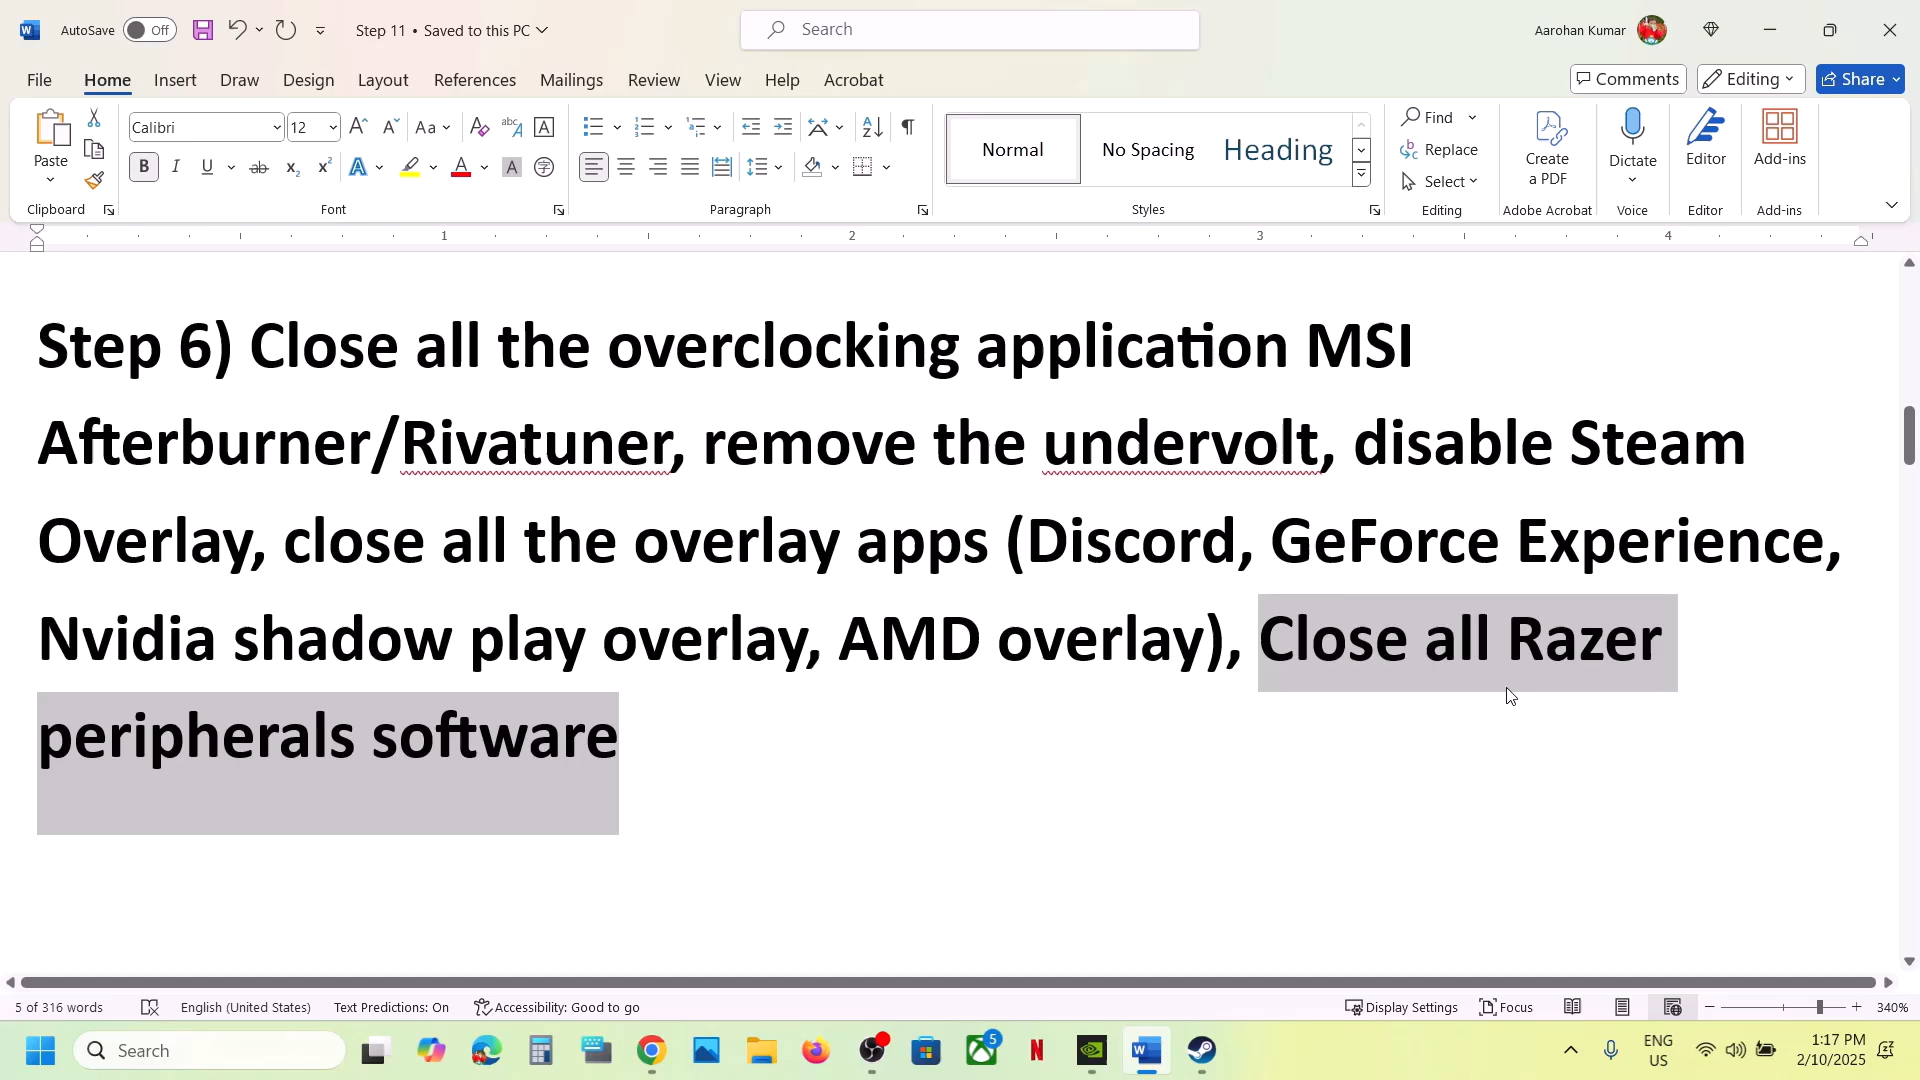 AutoSave Off Step 11 • Saved to this PC Search Aarohan Kumar
File Home Insert Draw Design Layout References Mailings Review View Help Acrobat Comments Editing Share
Paste Calibri 12 Aa Normal No Spacing Heading Find Replace Select Create a PDF Dictate Editor Add-ins
Clipboard Font Paragraph Styles Editing Adobe Acrobat Voice Editor Add-ins
1 2 3 4
Step 6) Close all the overclocking application MSI
Afterburner/Rivatuner, remove the undervolt, disable Steam
Overlay, close all the overlay apps (Discord, GeForce Experience,
Nvidia shadow play overlay, AMD overlay), Close all Razer
peripherals software
5 of 316 words English (United States) Text Predictions: On Accessibility: Good to go Display Settings Focus 340%
Search 5 ENG US 1:17 PM 2/10/2025